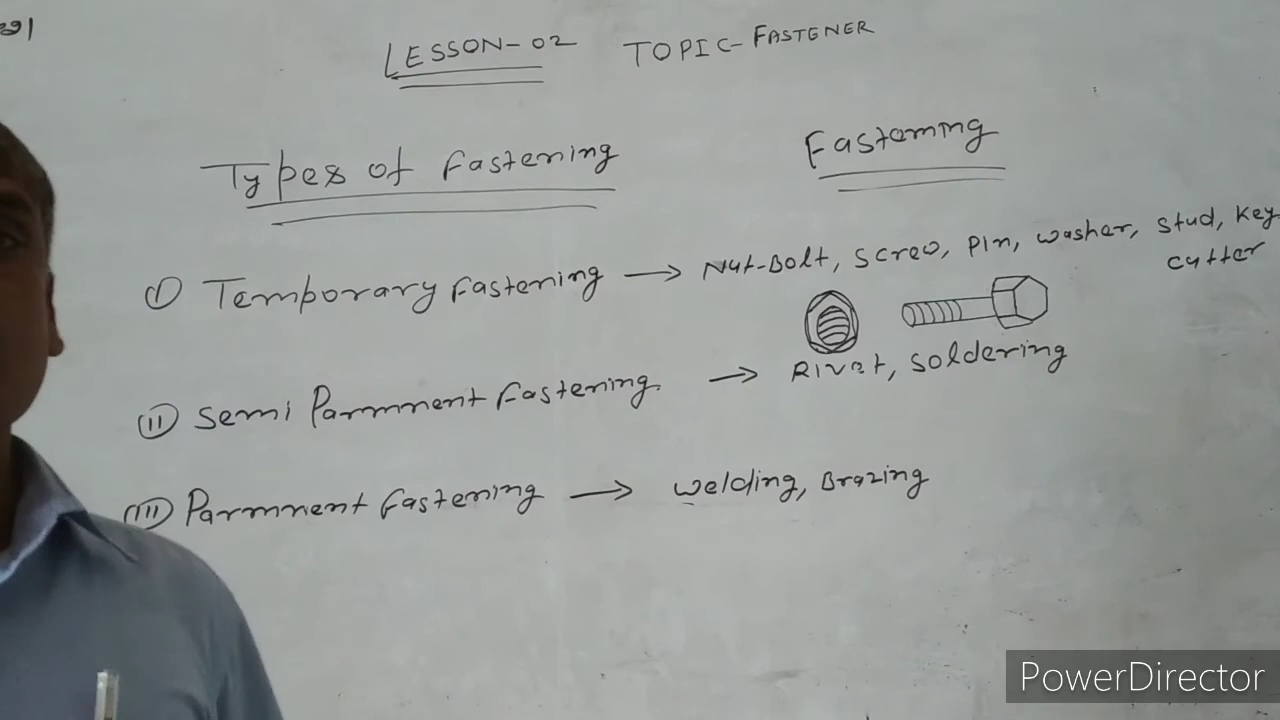 LESSON-02 TOPIC-FASTENER
Types of fastening Fastening
(I) Temporary fastening → Nut-Bolt, Screw, Pin, washer, Stud, Key
cutter
(II) Semi Parmnent fastening. → Rivet, Soldering
(III) Parmnent fastening → welding, Brazing
PowerDirector